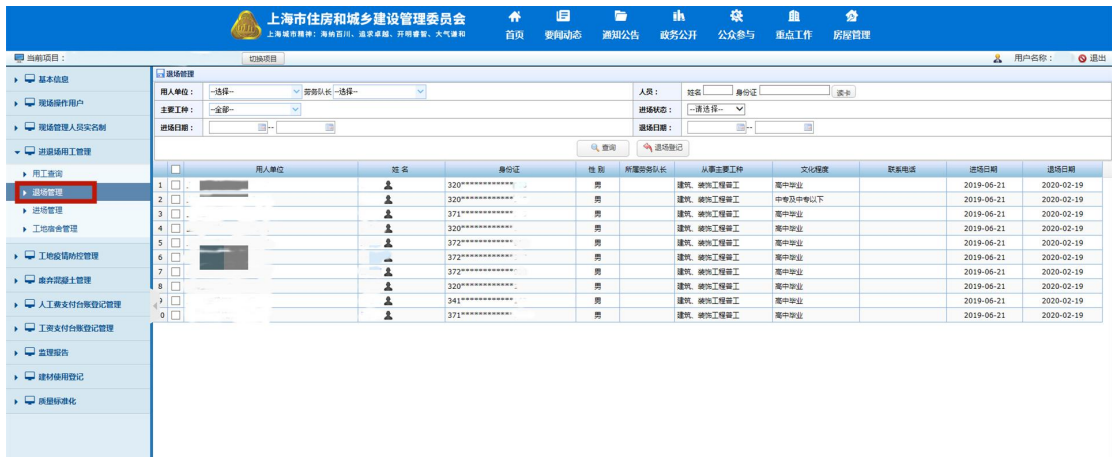 上海市住房和城乡建设管理委员会
上海城市精神：海纳百川、追求卓越、开明睿智、大气谦和
首页 要闻动态 通知公告 政务公开 公众参与 重点工作 房屋管理
当前项目： 切换项目 用户名称： 退出
基本信息
现场操作用户
现场管理人员实名制
进退场用工管理
用工查询
退场管理
进场管理
工地宿舍管理
工地疫情防控管理
废弃混凝土管理
人工费支付台账登记管理
工资支付台账登记管理
监理报告
建材使用登记
质量标准化
退场管理
用人单位： --选择-- 劳务队长 --选择-- 人员： 姓名 身份证 读卡
主要工种： --全部-- 进场状态： --请选择--
进场日期： -- 退场日期： --
查询 退场登记
用人单位 姓 名 身份证 性 别 所属劳务队长 从事主要工种 文化程度 联系电话 进场日期 退场日期
1 320************ 男 建筑、装饰工程普工 高中毕业 2019-06-21 2020-02-19
2 320************ 男 建筑、装饰工程普工 中专及中专以下 2019-06-21 2020-02-19
3 371************ 男 建筑、装饰工程普工 高中毕业 2019-06-21 2020-02-19
4 320************ 男 建筑、装饰工程普工 高中毕业 2019-06-21 2020-02-19
5 372************ 男 建筑、装饰工程普工 高中毕业 2019-06-21 2020-02-19
6 372************ 男 建筑、装饰工程普工 高中毕业 2019-06-21 2020-02-19
7 372************ 男 建筑、装饰工程普工 高中毕业 2019-06-21 2020-02-19
8 320************ 男 建筑、装饰工程普工 高中毕业 2019-06-21 2020-02-19
341************ 男 建筑、装饰工程普工 高中毕业 2019-06-21 2020-02-19
0 371************ 男 建筑、装饰工程普工 高中毕业 2019-06-21 2020-02-19